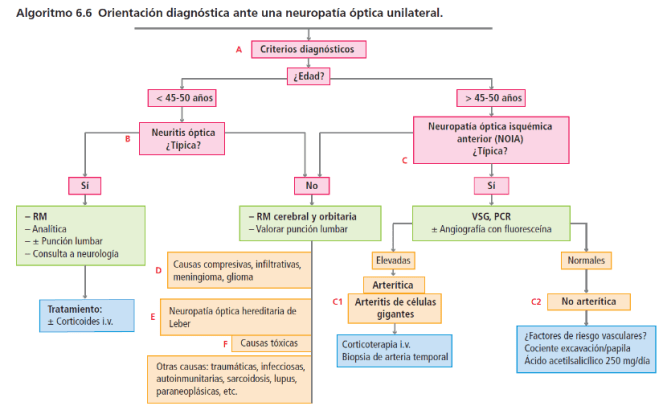 Algoritmo 6.6 Orientación diagnóstica ante una neuropatía óptica unilateral.
A
Criterios diagnósticos
¿Edad?
< 45-50 años
> 45-50 años
B
Neuritis óptica
¿Típica?
Neuropatía óptica isquémica
anterior (NOIA)
¿Típica?
C
Sí
No
Sí
– RM
– Analítica
– ± Punción lumbar
– Consulta a neurología
– RM cerebral y orbitaria
– Valorar punción lumbar
VSG, PCR
± Angiografía con fluoresceína
D
Causas compresivas, infiltrativas,
meningioma, glioma
Elevadas
Normales
Arterítica
E
Neuropatía óptica hereditaria de
Leber
C1
Arteritis de células
gigantes
C2
No arterítica
Tratamiento:
± Corticoides i.v.
F
Causas tóxicas
Otras causas: traumáticas, infecciosas,
autoinmunitarias, sarcoidosis, lupus,
paraneoplásicas, etc.
Corticoterapia i.v.
Biopsia de arteria temporal
¿Factores de riesgo vasculares?
Cociente excavación/papila
Ácido acetilsalicílico 250 mg/día